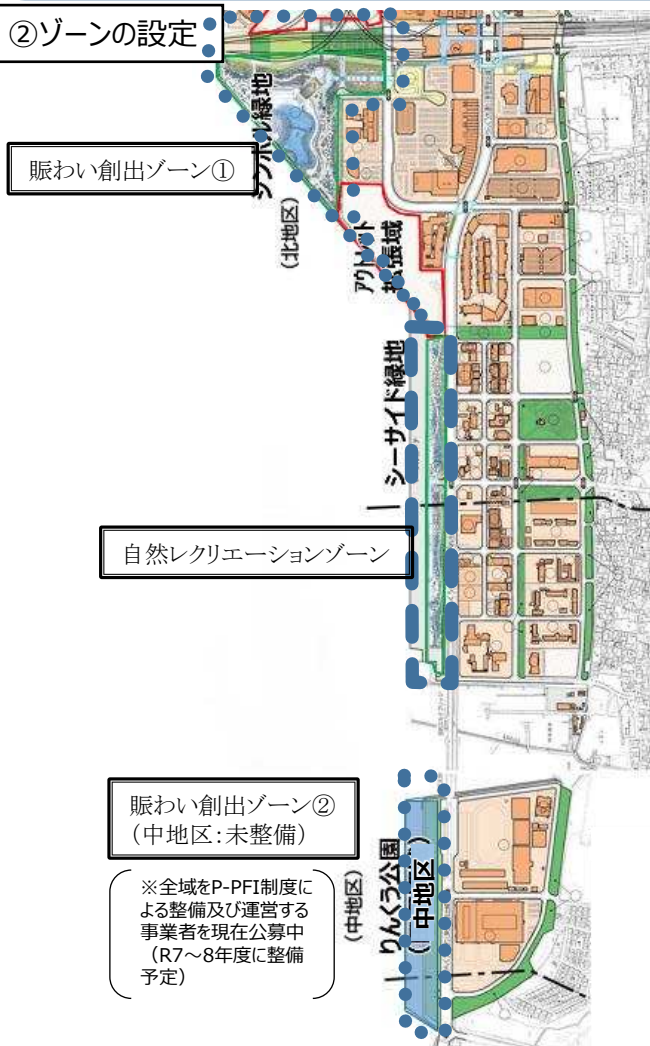 ②ゾーンの設定
賑わい創出ゾーン①
シンボル緑地
(北地区)
アウトレット
拡張域
シーサイド緑地
自然レクリエーションゾーン
賑わい創出ゾーン②
(中地区:未整備)
※全域をP-PFI制度に
よる整備及び運営する
事業者を現在公募中
(R7～8年度に整備
予定)
(中地区)
りんくう公園
(中地区)